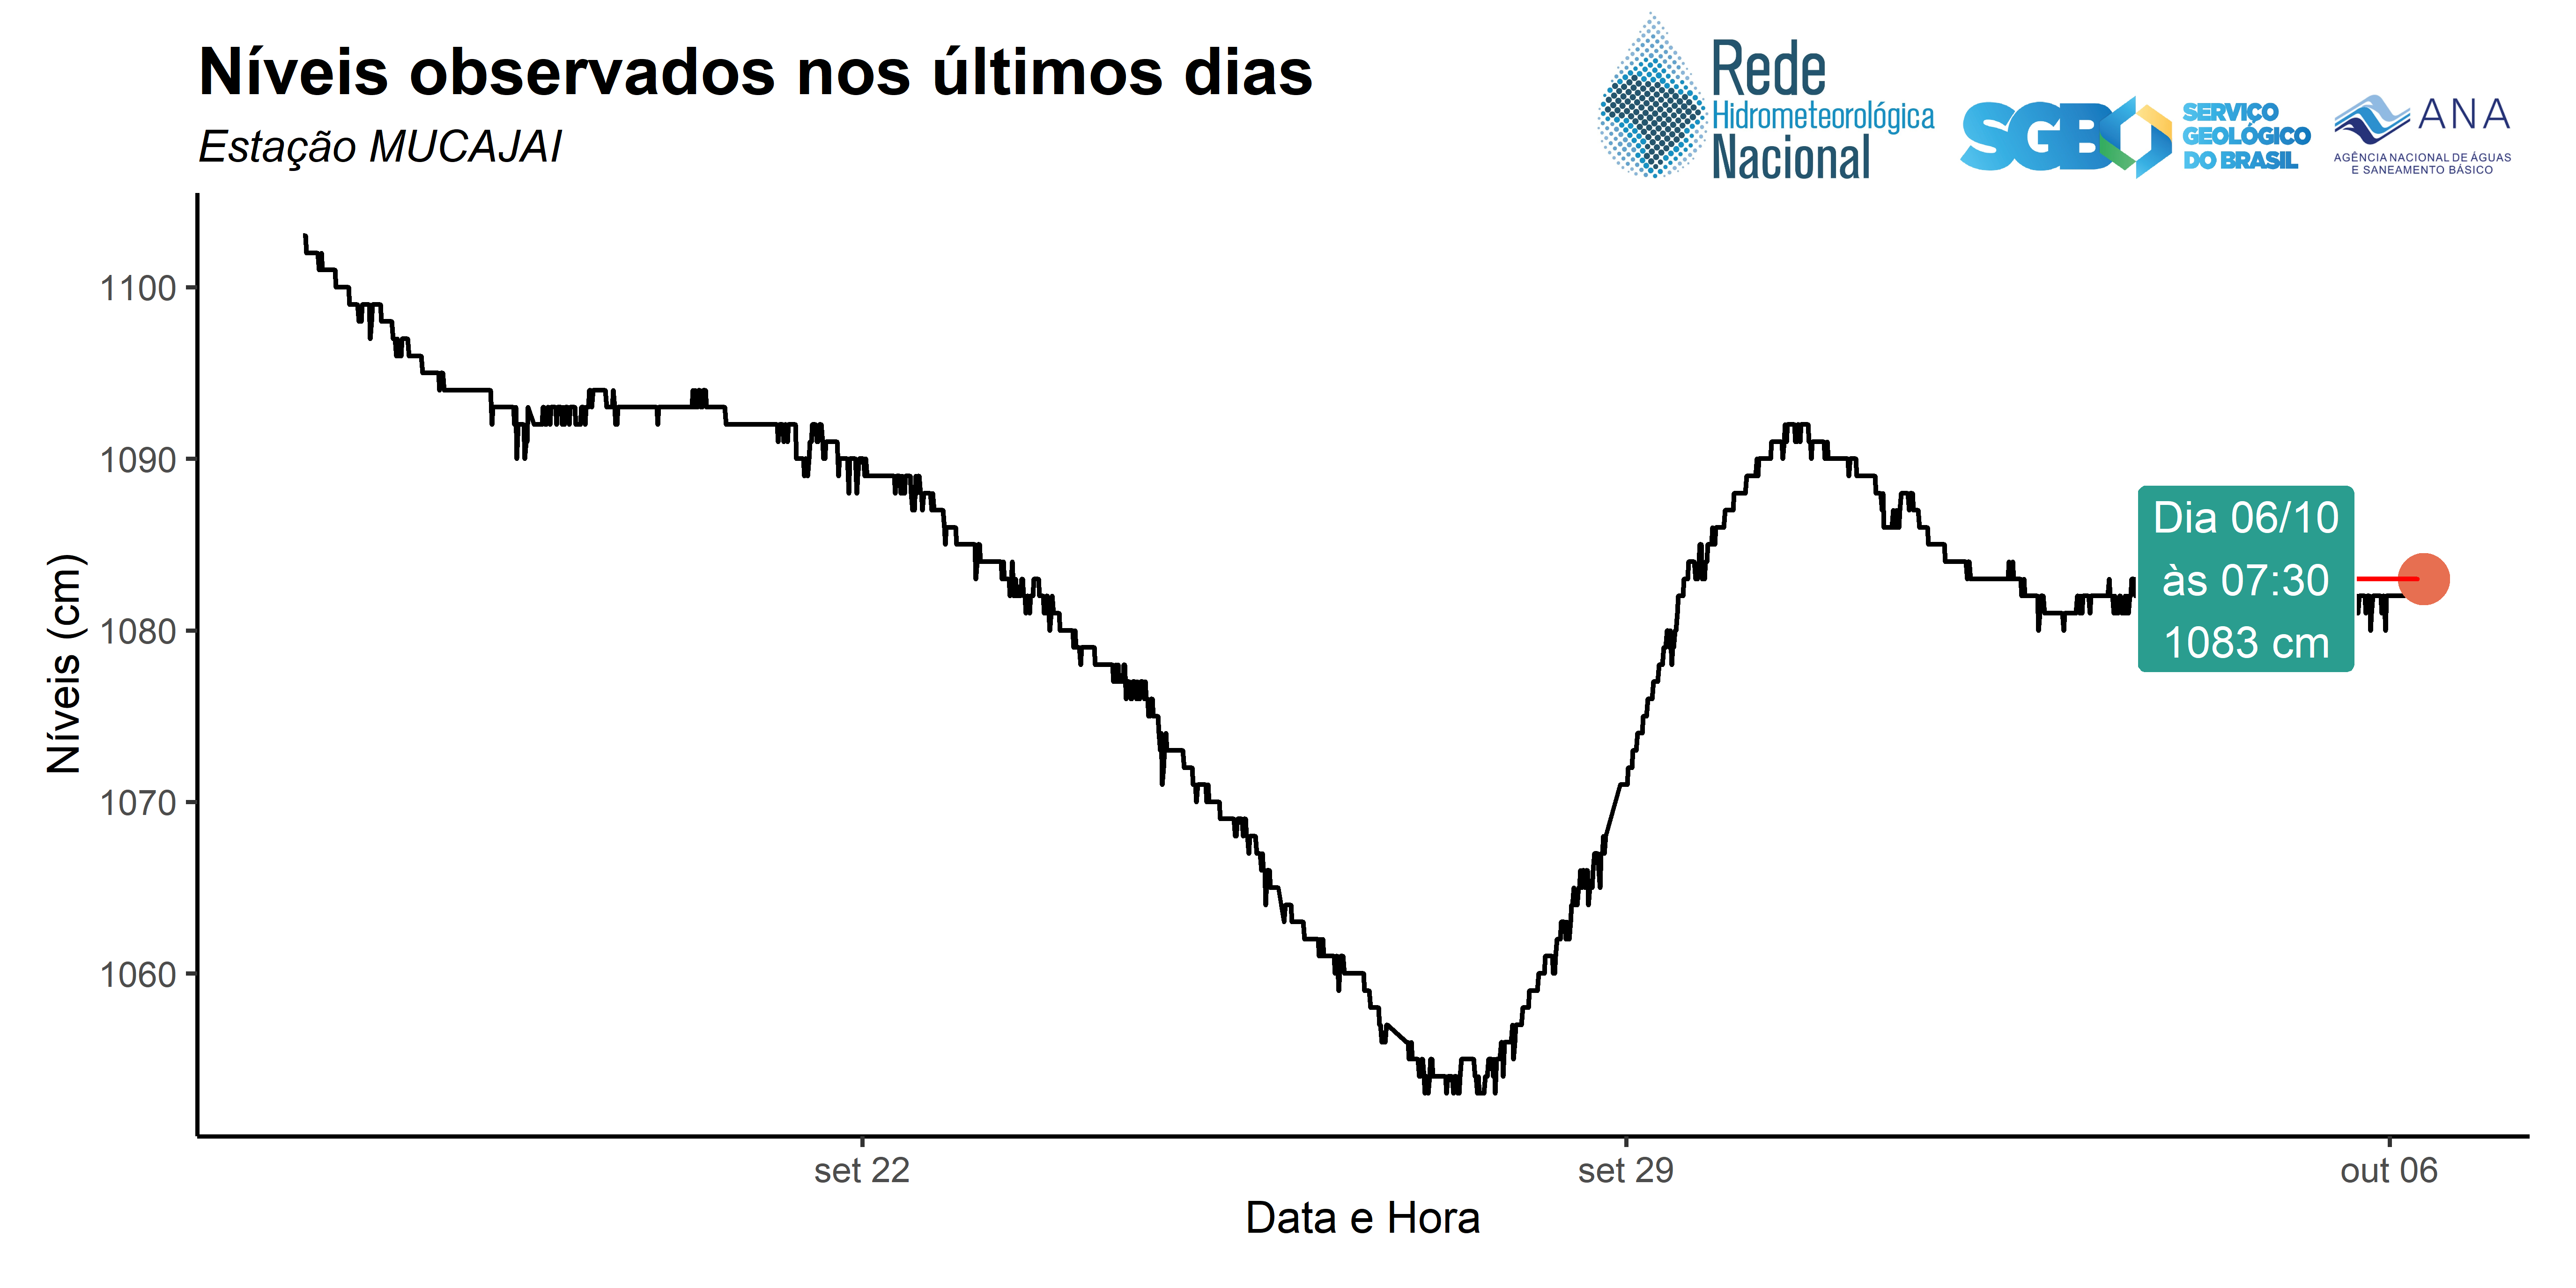 Níveis observados nos últimos dias
Estação MUCAJAI
Rede
Hidrometeorológica
Nacional
SGB
SERVIÇO
GEOLÓGICO
DO BRASIL
ANA
AGÊNCIA NACIONAL DE ÁGUAS
E SANEAMENTO BÁSICO
Níveis (cm)
1100
1090
1080
1070
1060
Dia 06/10
às 07:30
1083 cm
set 22
set 29
out 06
Data e Hora